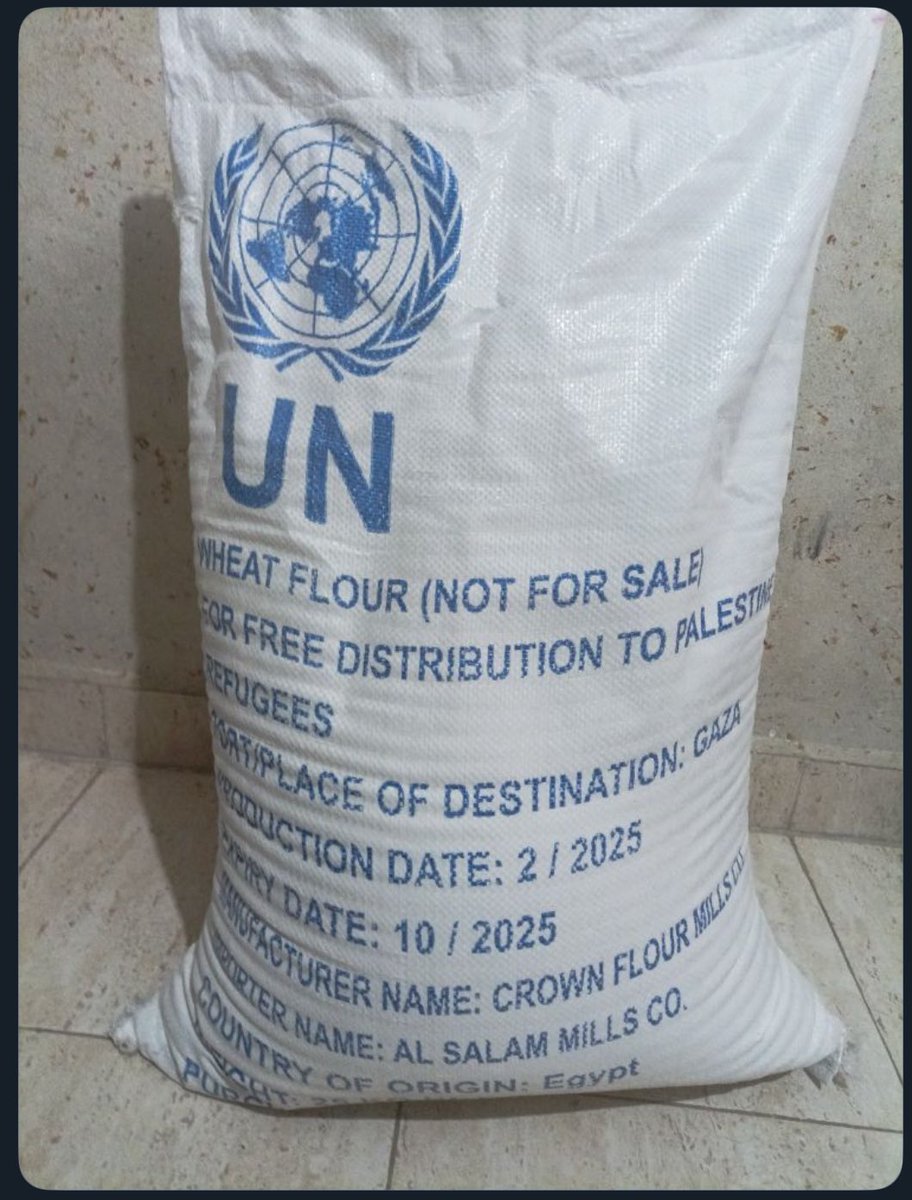 UN
WHEAT FLOUR (NOT FOR SALE)
FOR FREE DISTRIBUTION TO PALESTINE
REFUGEES
PORT/PLACE OF DESTINATION: GAZA
PRODUCTION DATE: 2 / 2025
EXPIRY DATE: 10 / 2025
MANUFACTURER NAME: CROWN FLOUR MILLS CO.
NAME: AL SALAM MILLS CO.
COUNTRY OF ORIGIN: Egypt